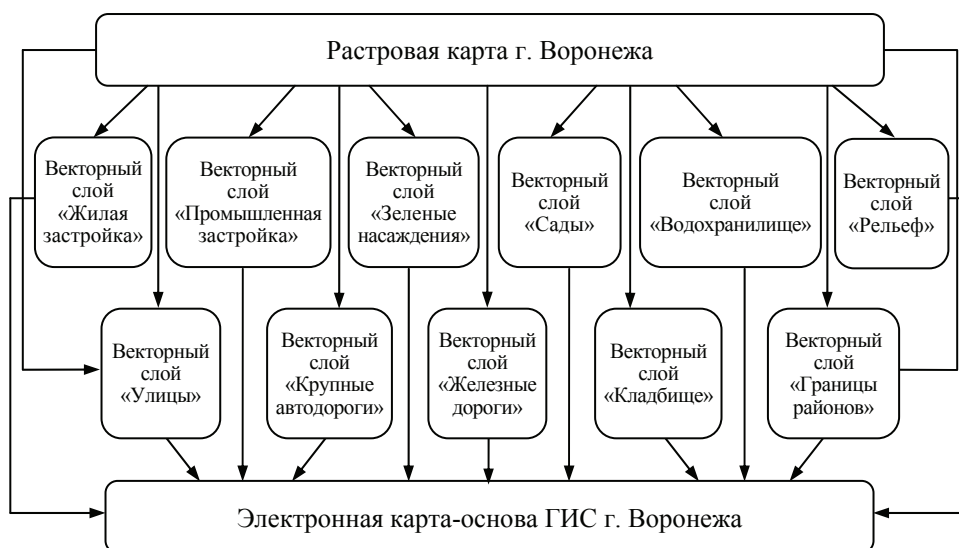 Растровая карта г. Воронежа
Векторный
слой
«Жилая
застройка»
Векторный
слой
«Промышленная
застройка»
Векторный
слой
«Зеленые
насаждения»
Векторный
слой
«Сады»
Векторный
слой
«Водохранилище»
Векторный
слой
«Рельеф»
Векторный
слой
«Улицы»
Векторный
слой
«Крупные
автодороги»
Векторный
слой
«Железные
дороги»
Векторный
слой
«Кладбище»
Векторный
слой
«Границы
районов»
Электронная карта-основа ГИС г. Воронежа